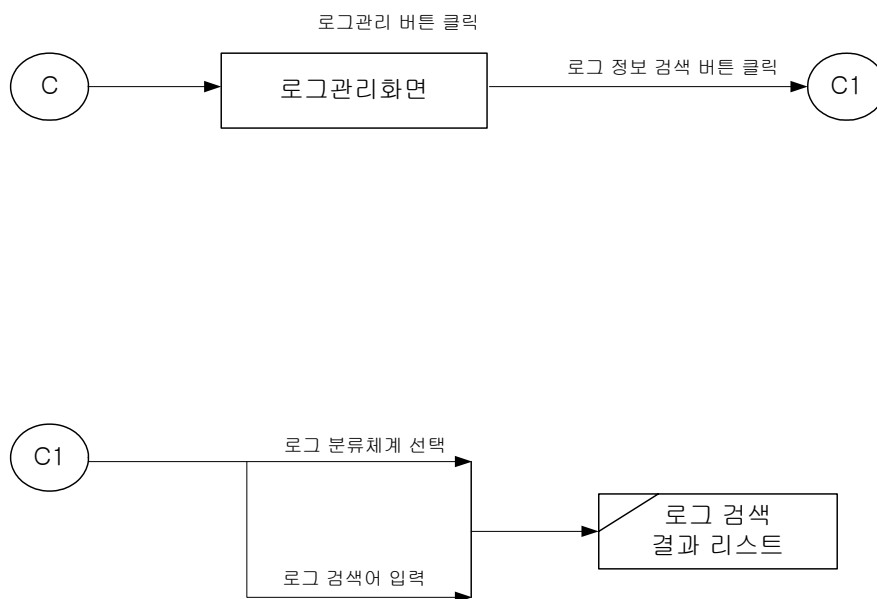 로그관리 버튼 클릭
C
로그관리화면
로그 정보 검색 버튼 클릭
C1
C1
로그 분류체계 선택
로그 검색어 입력
로그 검색
결과 리스트